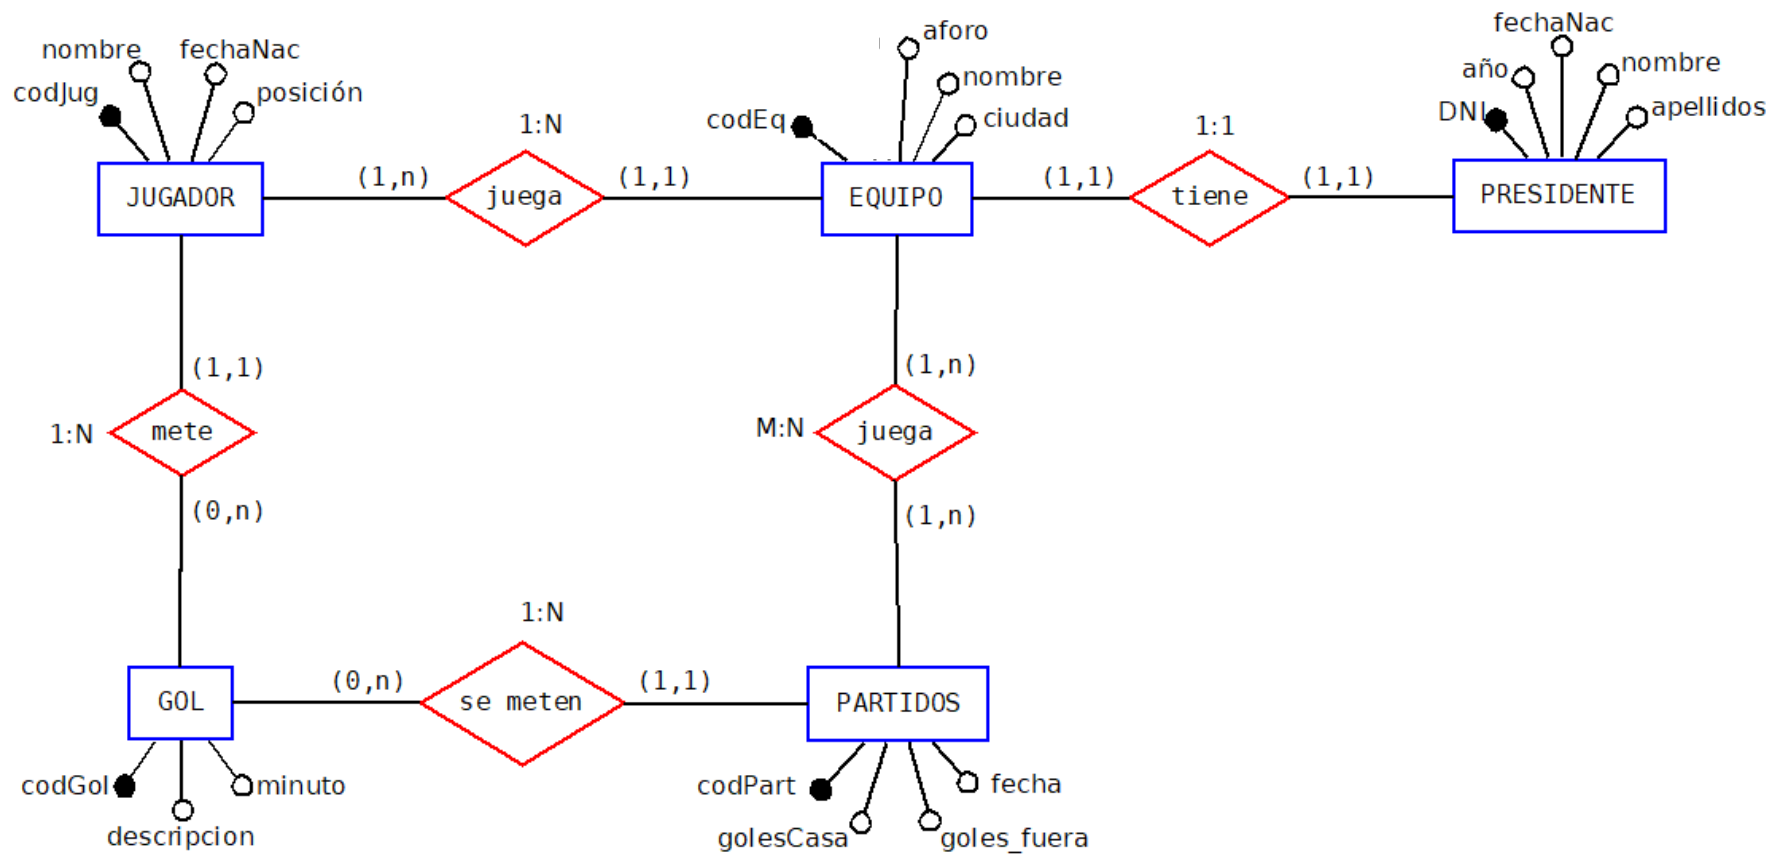 fechaNac
aforo
nombre
fechaNac
año
nombre
nombre
codJug
posición
apellidos
codEq
ciudad
DNI
1:N
1:1
JUGADOR
(1,n)
juega
(1,1)
EQUIPO
(1,1)
tiene
(1,1)
PRESIDENTE
(1,1)
(1,n)
1:N
mete
M:N
juega
(0,n)
(1,n)
1:N
GOL
(0,n)
se meten
(1,1)
PARTIDOS
codGol
minuto
codPart
fecha
descripcion
golesCasa
goles_fuera